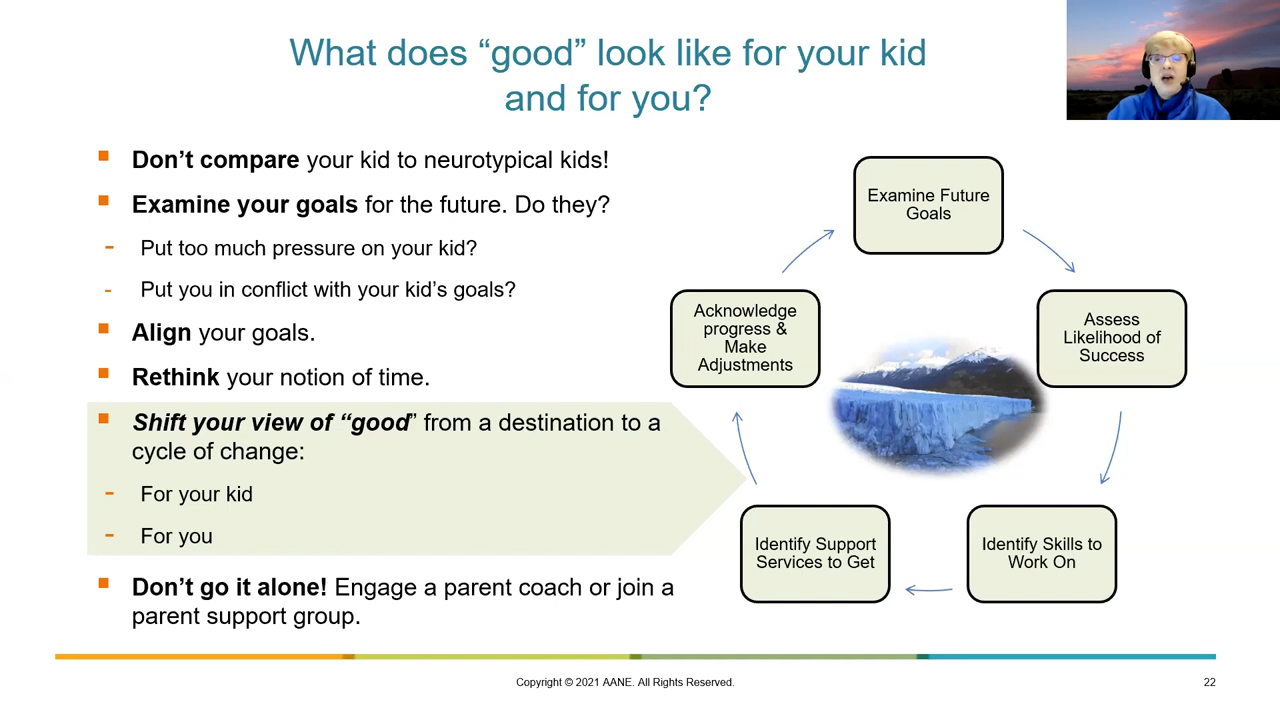 What does “good” look like for your kid
and for you?
▪ Don’t compare your kid to neurotypical kids!
▪ Examine your goals for the future. Do they?
- Put too much pressure on your kid?
- Put you in conflict with your kid’s goals?
▪ Align your goals.
▪ Rethink your notion of time.
▪ Shift your view of “good” from a destination to a
cycle of change:
- For your kid
- For you
▪ Don’t go it alone! Engage a parent coach or join a
parent support group.
Examine Future
Goals
Assess
Likelihood of
Success
Identify Skills to
Work On
Identify Support
Services to Get
Acknowledge
progress &
Make
Adjustments
Copyright © 2021 AANE. All Rights Reserved.
22